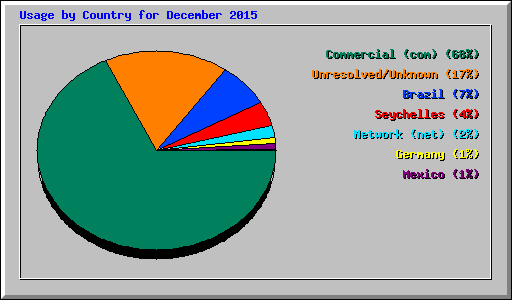 Usage by Country for December 2015
Commercial (com) (68%)
Unresolved/Unknown (17%)
Brazil (7%)
Seychelles (4%)
Network (net) (2%)
Germany (1%)
Mexico (1%)